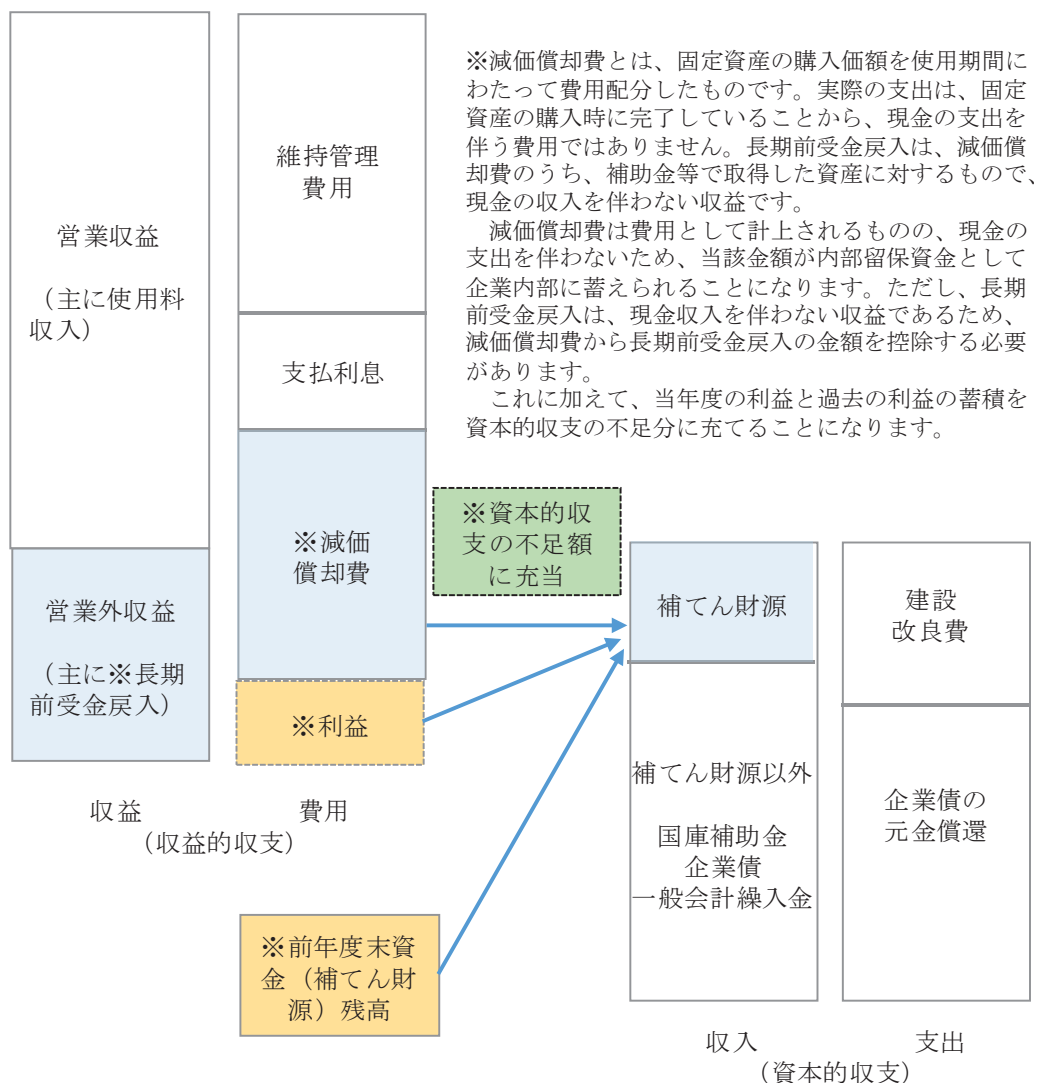 ※減価償却費とは、固定資産の購入価額を使用期間に
わたって費用配分したものです。実際の支出は、固定
資産の購入時に完了していることから、現金の支出を
伴う費用ではありません。長期前受金戻入は、減価償
却費のうち、補助金等で取得した資産に対するもので、
現金の収入を伴わない収益です。
　減価償却費は費用として計上されるものの、現金の
支出を伴わないため、当該金額が内部留保資金として
企業内部に蓄えられることになります。ただし、長期
前受金戻入は、現金収入を伴わない収益であるため、
減価償却費から長期前受金戻入の金額を控除する必要
があります。
　これに加えて、当年度の利益と過去の利益の蓄積を
資本的収支の不足分に充てることになります。
営業収益
（主に使用料
収入）
営業外収益
（主に※長期
前受金戻入）
維持管理
費用
支払利息
※減価
償却費
※利益
収益
費用
（収益的収支）
※前年度末資
金（補てん財
源）残高
※資本的収
支の不足額
に充当
補てん財源
補てん財源以外
国庫補助金
企業債
一般会計繰入金
建設
改良費
企業債の
元金償還
収入
支出
（資本的収支）